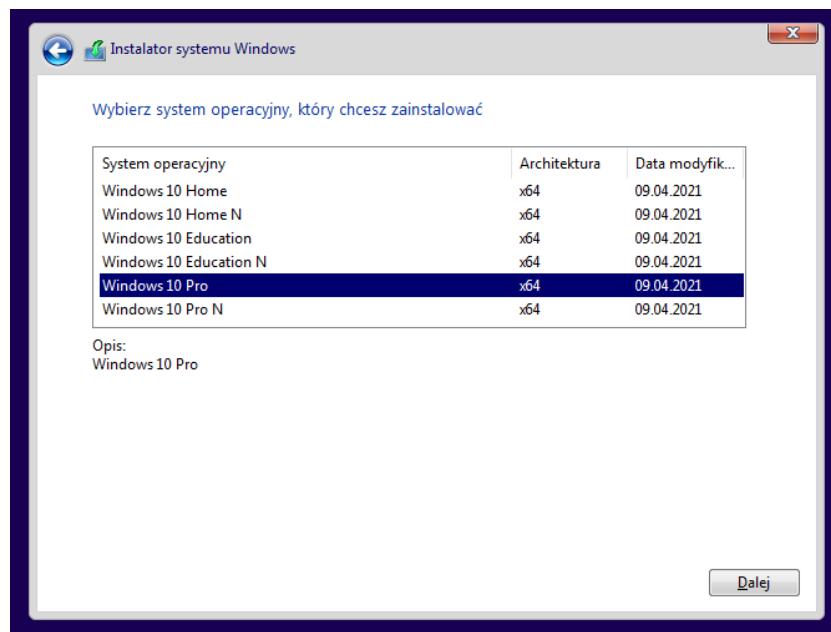 Instalator systemu Windows
Wybierz system operacyjny, który chcesz zainstalować
System operacyjny Architektura Data modyfik...
Windows 10 Home x64 09.04.2021
Windows 10 Home N x64 09.04.2021
Windows 10 Education x64 09.04.2021
Windows 10 Education N x64 09.04.2021
Windows 10 Pro x64 09.04.2021
Windows 10 Pro N x64 09.04.2021
Opis:
Windows 10 Pro
Dalej